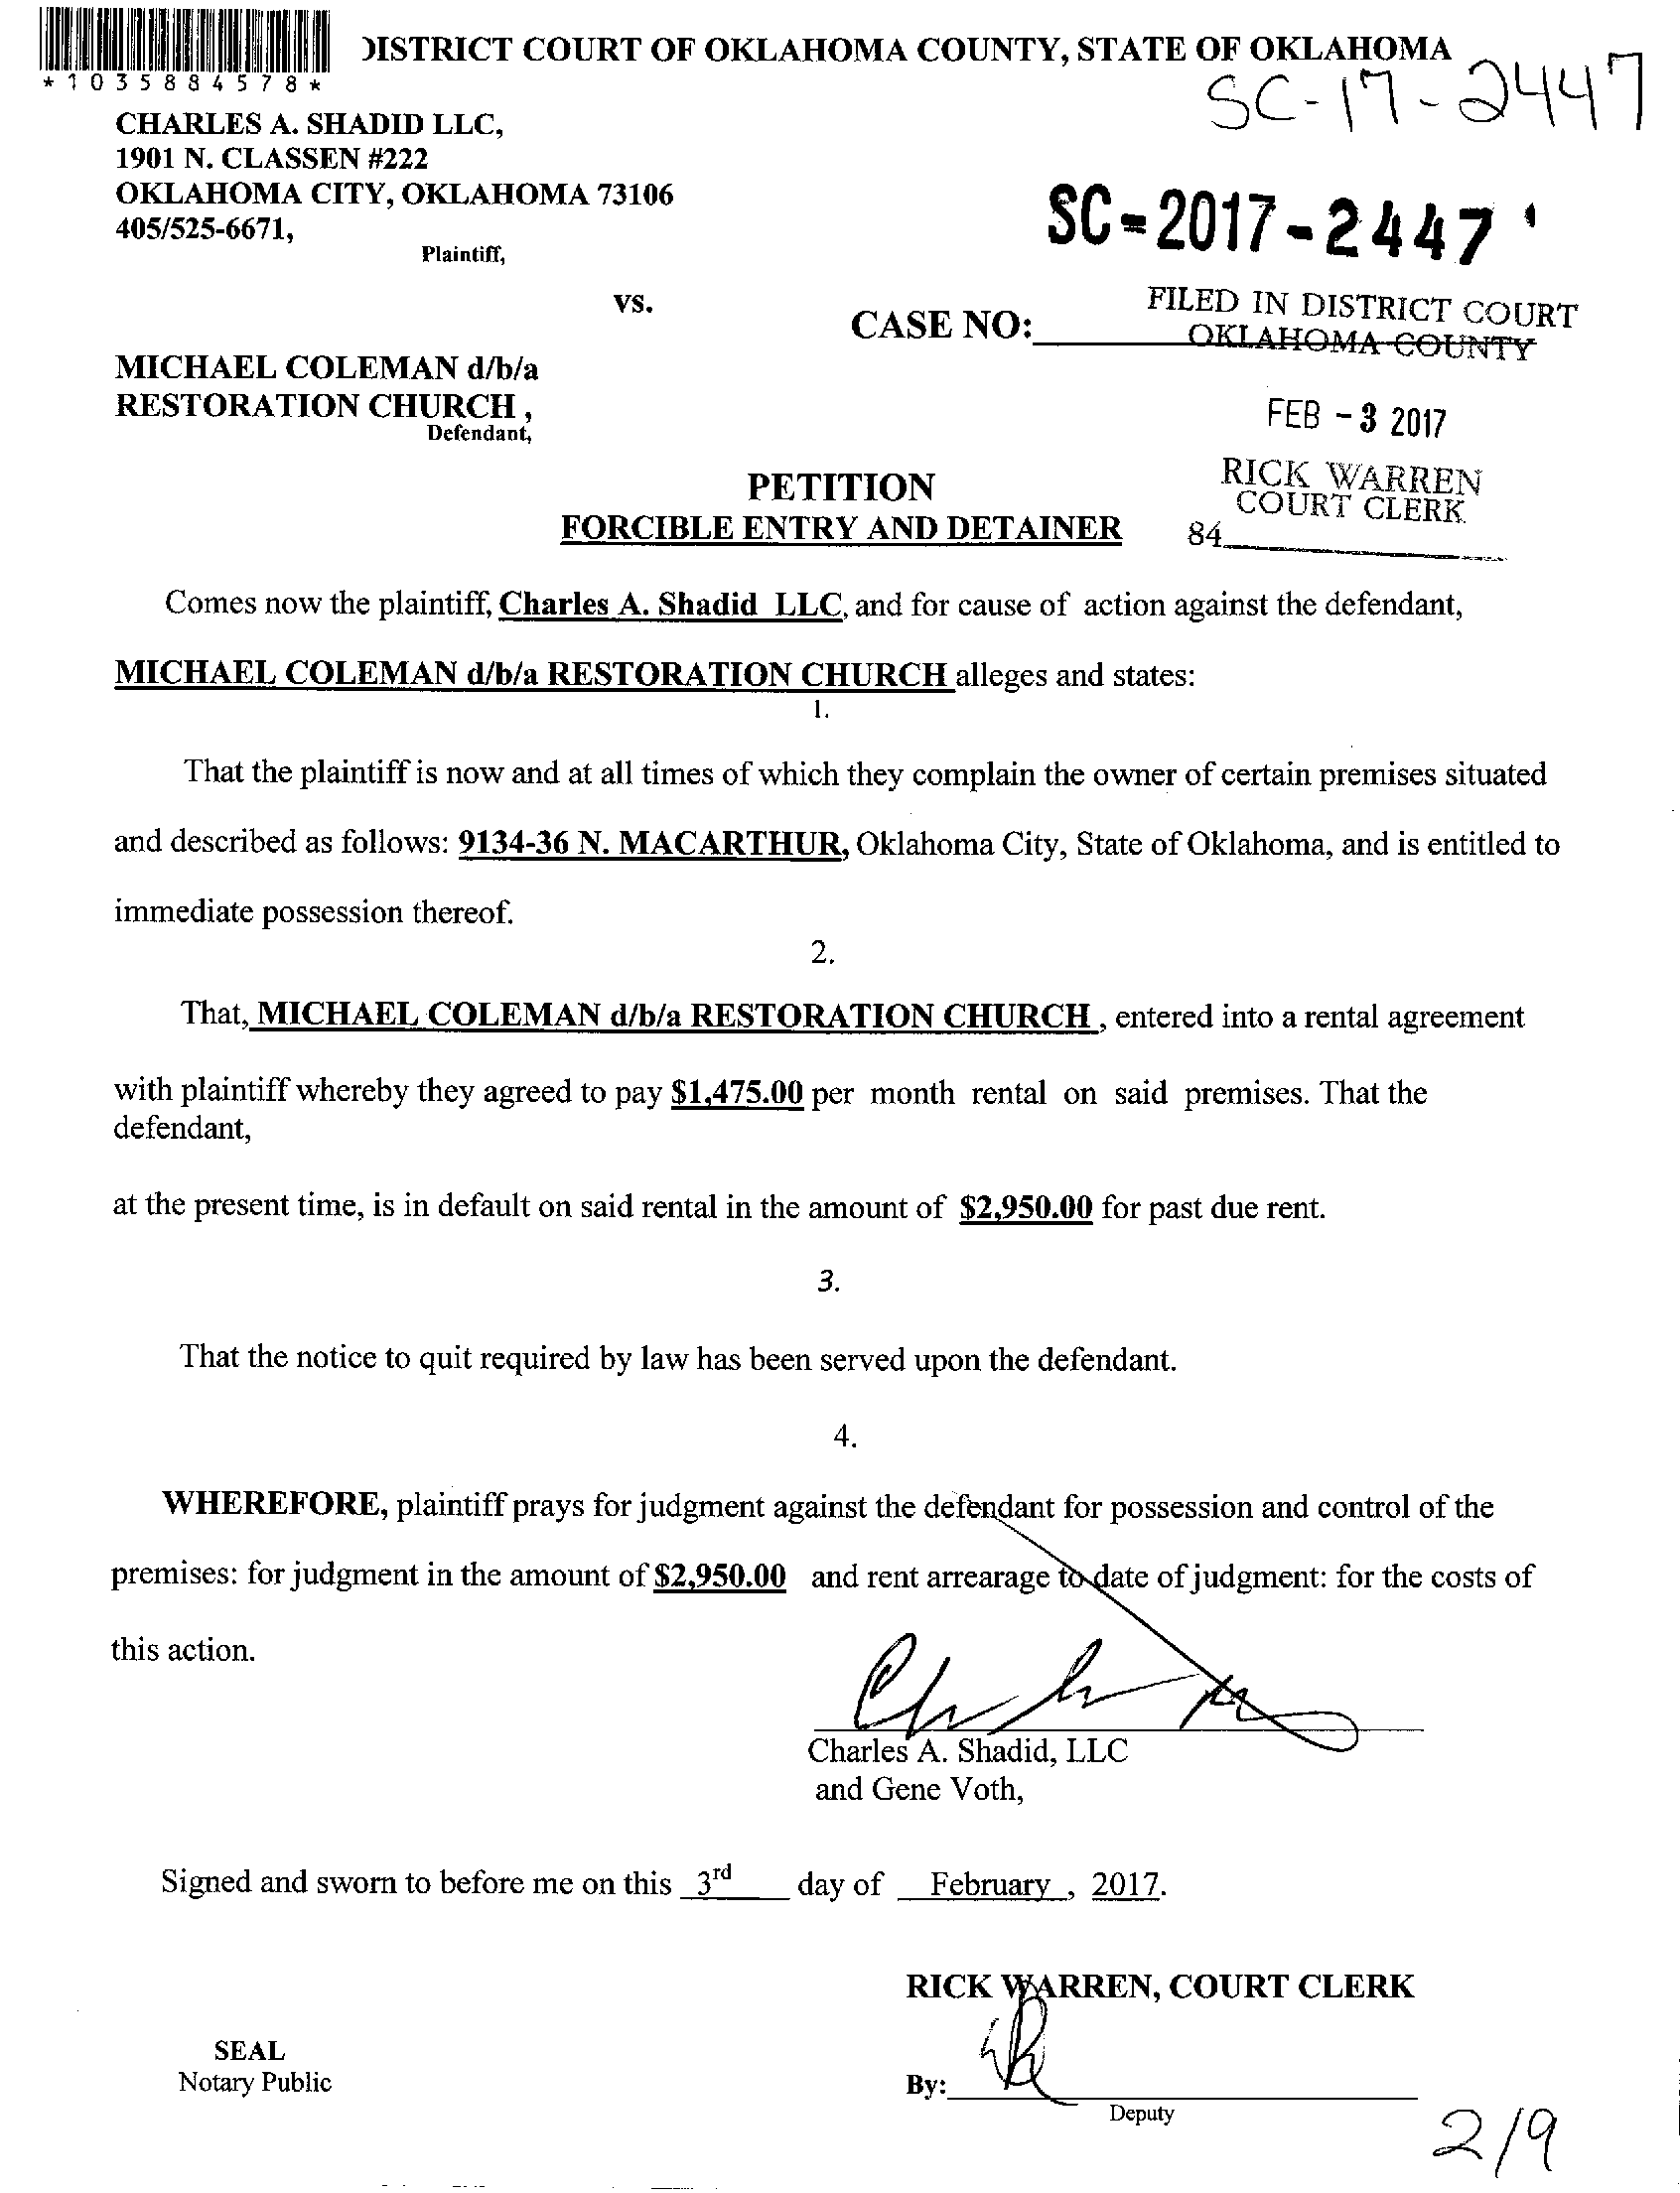 *1035884578*
DISTRICT COURT OF OKLAHOMA COUNTY, STATE OF OKLAHOMA
SC-17-2447
CHARLES A. SHADID LLC,
1901 N. CLASSEN #222
OKLAHOMA CITY, OKLAHOMA 73106
405/525-6671,
Plaintiff,
SC-2017-2447
vs.
CASE NO:
FILED IN DISTRICT COURT
OKLAHOMA COUNTY
MICHAEL COLEMAN d/b/a
RESTORATION CHURCH ,
Defendant,
FEB - 3 2017
RICK WARREN
COURT CLERK
84
PETITION
FORCIBLE ENTRY AND DETAINER
Comes now the plaintiff, Charles A. Shadid LLC, and for cause of action against the defendant,
MICHAEL COLEMAN d/b/a RESTORATION CHURCH alleges and states:
1.
That the plaintiff is now and at all times of which they complain the owner of certain premises situated
and described as follows: 9134-36 N. MACARTHUR, Oklahoma City, State of Oklahoma, and is entitled to
immediate possession thereof.
2.
That, MICHAEL COLEMAN d/b/a RESTORATION CHURCH , entered into a rental agreement
with plaintiff whereby they agreed to pay $1,475.00 per month rental on said premises. That the
defendant,
at the present time, is in default on said rental in the amount of $2,950.00 for past due rent.
3.
That the notice to quit required by law has been served upon the defendant.
4.
WHEREFORE, plaintiff prays for judgment against the defendant for possession and control of the
premises: for judgment in the amount of $2,950.00 and rent arrearage to date of judgment: for the costs of
this action.
Charles A. Shadid, LLC
and Gene Voth,
Signed and sworn to before me on this 3rd day of February , 2017.
RICK WARREN, COURT CLERK
SEAL
Notary Public
By:
Deputy
2/9